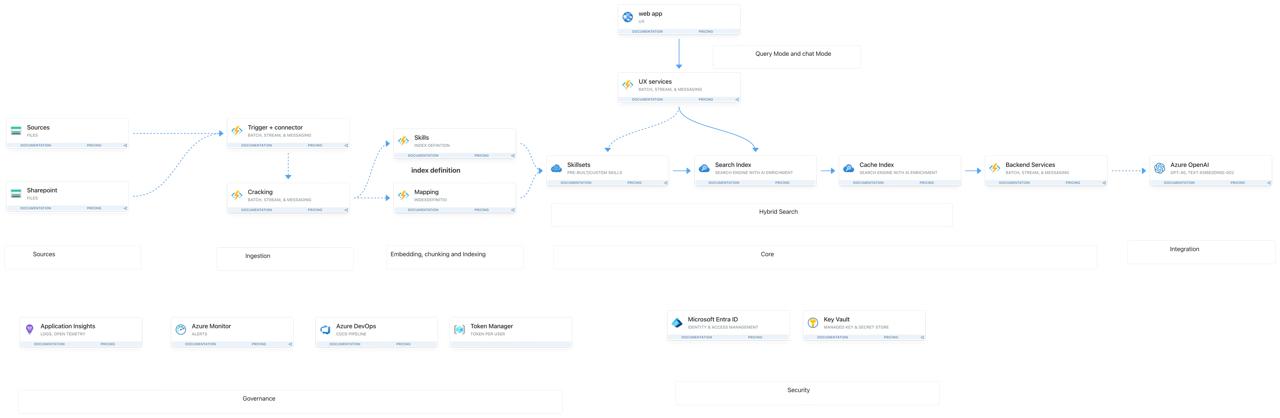 web app
UX
DOCUMENTATION PRICING
Query Mode and chat Mode
UX services
BATCH, STREAM, & MESSAGING
DOCUMENTATION PRICING
Sources
FILES
DOCUMENTATION PRICING
Trigger + connector
BATCH, STREAM, & MESSAGING
DOCUMENTATION PRICING
Skills
INDEX DEFINITION
DOCUMENTATION PRICING
index definition
Sharepoint
FILES
DOCUMENTATION PRICING
Cracking
BATCH, STREAM, & MESSAGING
DOCUMENTATION PRICING
Mapping
INDEXDEFINITIO
DOCUMENTATION PRICING
Skillsets
PRE-BUILT/CUSTOM SKILLS
DOCUMENTATION PRICING
Search Index
SEARCH ENGINE WITH AI ENRICHMENT
DOCUMENTATION PRICING
Cache Index
SEARCH ENGINE WITH AI ENRICHMENT
DOCUMENTATION PRICING
Backend Services
BATCH, STREAM, & MESSAGING
DOCUMENTATION PRICING
Azure OpenAI
DOCUMENTATION PRICING
Hybrid Search
Sources
Ingestion
Embedding, chunking and Indexing
Core
Integration
Application Insights
LOGS, OPEN TEMETRY
DOCUMENTATION PRICING
Azure Monitor
ALERTS
DOCUMENTATION PRICING
Azure DevOps
CI/CD PIPELINE
DOCUMENTATION PRICING
Token Manager
TOKEN PER USER
DOCUMENTATION PRICING
Microsoft Entra ID
IDENTITY & ACCESS MANAGEMENT
DOCUMENTATION PRICING
Key Vault
MANAGED KEY & SECRET STORE
DOCUMENTATION PRICING
Governance
Security